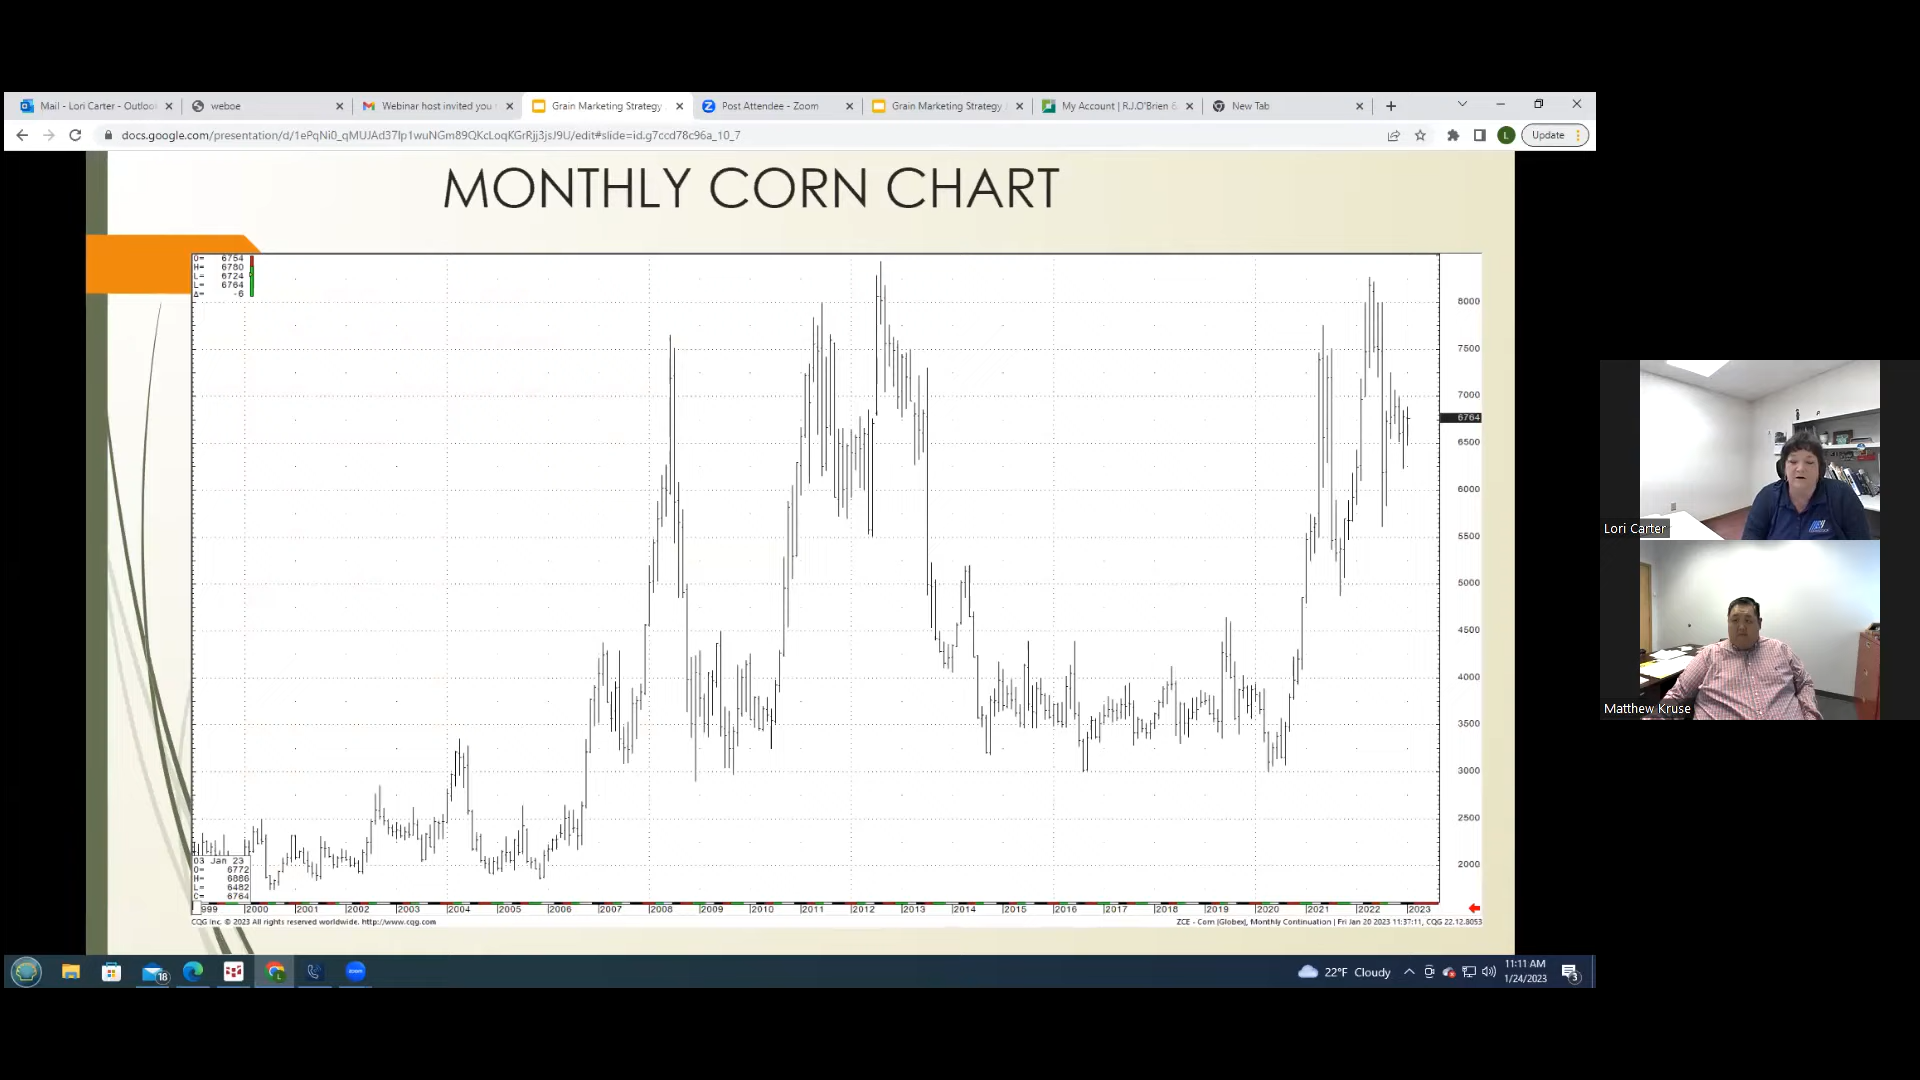 Mail - Lori Carter - Outloo
weboe
Webinar host invited you
Grain Marketing Strategy
Post Attendee - Zoom
Grain Marketing Strategy
My Account | R.J.O'Brien &
New Tab
docs.google.com/presentation/d/1ePqNi0_qMUJAd37Ip1wuNGm89QKcLoqKGrRjj3jsJ9U/edit#slide=id.g7ccd78c96a_10_7
L
Update
MONTHLY CORN CHART
O= 6754
H= 6780
L= 6724
L= 6764
Δ= -6
8000
7500
7000
6764
6500
6000
5500
5000
4500
4000
3500
3000
2500
2000
03 Jan 23
O= 6772
H= 6886
L= 6482
C= 6764
999 2000 2001 2002 2003 2004 2005 2006 2007 2008 2009 2010 2011 2012 2013 2014 2015 2016 2017 2018 2019 2020 2021 2022 2023
CQG Inc. © 2023 All rights reserved worldwide. http://www.cqg.com
ZCE - Corn (Globex), Monthly Continuation | Fri Jan 20 2023 11:37:11, CQG 22.12.8053
Lori Carter
Matthew Kruse
18
zoom
22°F Cloudy
11:11 AM
1/24/2023
3